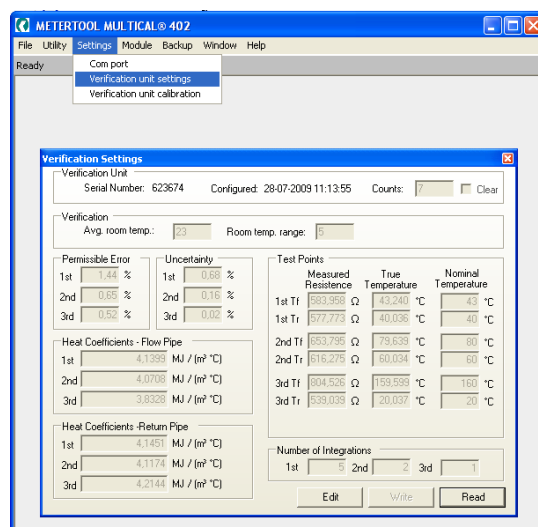 METERTOOL MULTICAL® 402
File Utility Settings Module Backup Window Help
Ready
Com port
Verification unit settings
Verification unit calibration
Verification Settings
Verification Unit
Serial Number: 623674 Configured: 28-07-2009 11:13:55 Counts: 7 Clear
Verification
Avg. room temp.: 23 Room temp. range: 5
Permissible Error
1st 1,44 %
2nd 0,65 %
3rd 0,52 %
Uncertainty
1st 0,68 %
2nd 0,16 %
3rd 0,02 %
Test Points
Measured Resistence True Temperature Nominal Temperature
1st Tf 583,958 Ω 43,240 °C 43 °C
1st Tr 577,773 Ω 40,036 °C 40 °C
2nd Tf 653,795 Ω 79,639 °C 80 °C
2nd Tr 616,275 Ω 60,034 °C 60 °C
3rd Tf 804,526 Ω 159,599 °C 160 °C
3rd Tr 539,039 Ω 20,037 °C 20 °C
Heat Coefficients - Flow Pipe
1st 4,1399 MJ / (m³ °C)
2nd 4,0708 MJ / (m³ °C)
3rd 3,8328 MJ / (m³ °C)
Heat Coefficients -Return Pipe
1st 4,1451 MJ / (m³ °C)
2nd 4,1174 MJ / (m³ °C)
3rd 4,2144 MJ / (m³ °C)
Number of Integrations
1st 5 2nd 2 3rd 1
Edit Write Read